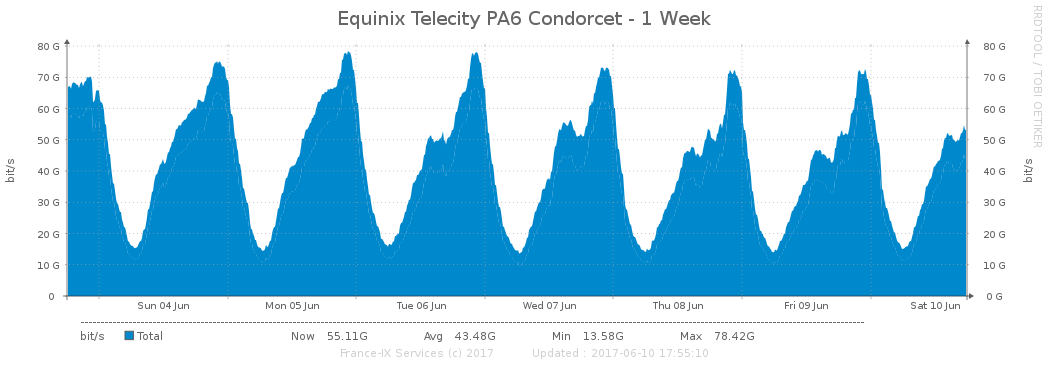 Equinix Telecity PA6 Condorcet - 1 Week
RRDTOOL / TOBI OETIKER
bit/s
80 G
70 G
60 G
50 G
40 G
30 G
20 G
10 G
0
80 G
70 G
60 G
50 G
40 G
30 G
20 G
10 G
0 G
bit/s
Sun 04 Jun Mon 05 Jun Tue 06 Jun Wed 07 Jun Thu 08 Jun Fri 09 Jun Sat 10 Jun
bit/s Total Now 55.11G Avg 43.48G Min 13.58G Max 78.42G
France-IX Services (c) 2017 Updated : 2017-06-10 17:55:10